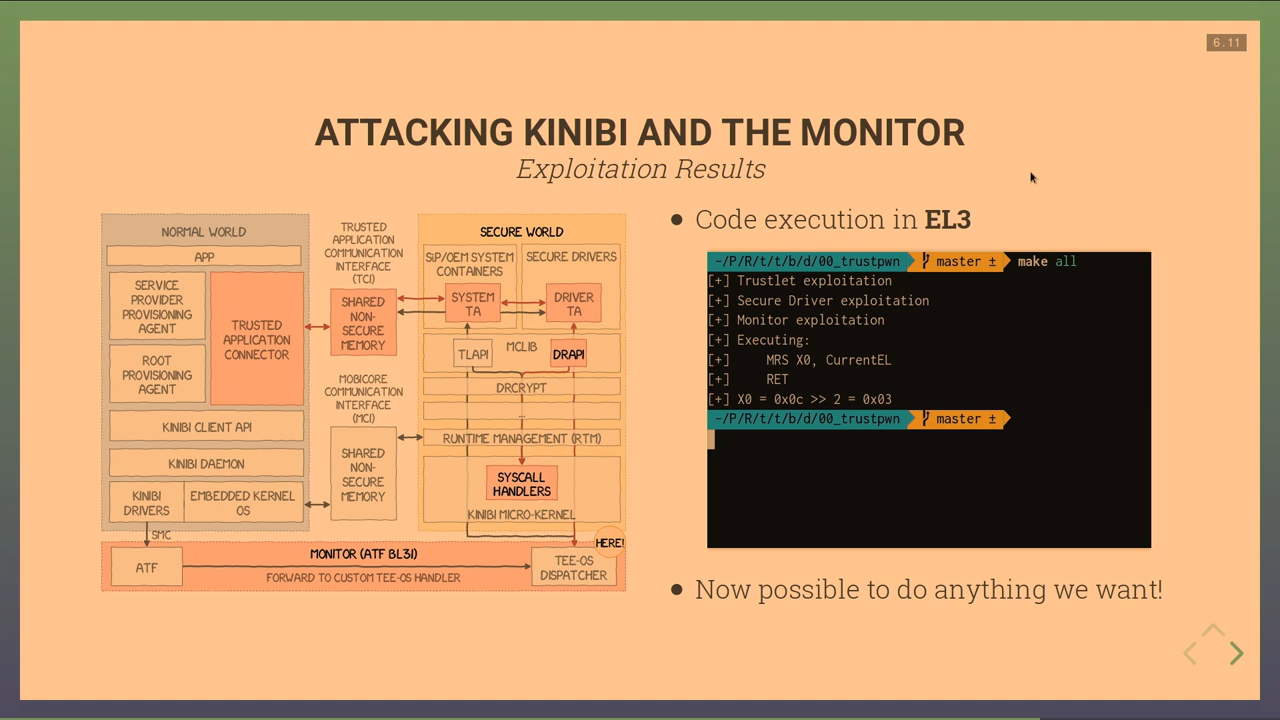 6.11
ATTACKING KINIBI AND THE MONITOR
Exploitation Results
NORMAL WORLD
APP
SERVICE
PROVIDER
PROVISIONING
AGENT
ROOT
PROVISIONING
AGENT
TRUSTED
APPLICATION
CONNECTOR
KINIBI CLIENT API
KINIBI DAEMON
KINIBI
DRIVERS
EMBEDDED KERNEL
OS
SMC
TRUSTED
APPLICATION
COMMUNICATION
INTERFACE
(TCI)
SHARED
NON-
SECURE
MEMORY
MOBICORE
COMMUNICATION
INTERFACE
(MCI)
SHARED
NON-
SECURE
MEMORY
SECURE WORLD
SIP/OEM SYSTEM
CONTAINERS
SECURE DRIVERS
SYSTEM
TA
DRIVER
TA
TLAPI
MCLIB
DRAPI
DRCRYPT
...
RUNTIME MANAGEMENT (RTM)
SYSCALL
HANDLERS
KINIBI MICRO-KERNEL
HERE!
MONITOR (ATF BL31)
ATF
FORWARD TO CUSTOM TEE-OS HANDLER
TEE-OS
DISPATCHER
• Code execution in EL3
~/P/R/t/t/b/d/00_trustpwn master ± make all
[+] Trustlet exploitation
[+] Secure Driver exploitation
[+] Monitor exploitation
[+] Executing:
[+] MRS X0, CurrentEL
[+] RET
[+] X0 = 0x0c >> 2 = 0x03
~/P/R/t/t/b/d/00_trustpwn master ±
• Now possible to do anything we want!